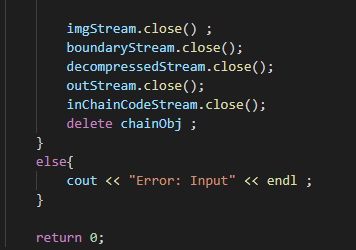 imgStream.close() ;
boundaryStream.close();
decompressedStream.close();
outStream.close();
inChainCodeStream.close();
delete chainObj ;
}
else{
cout << "Error: Input" << endl ;
}
return 0;